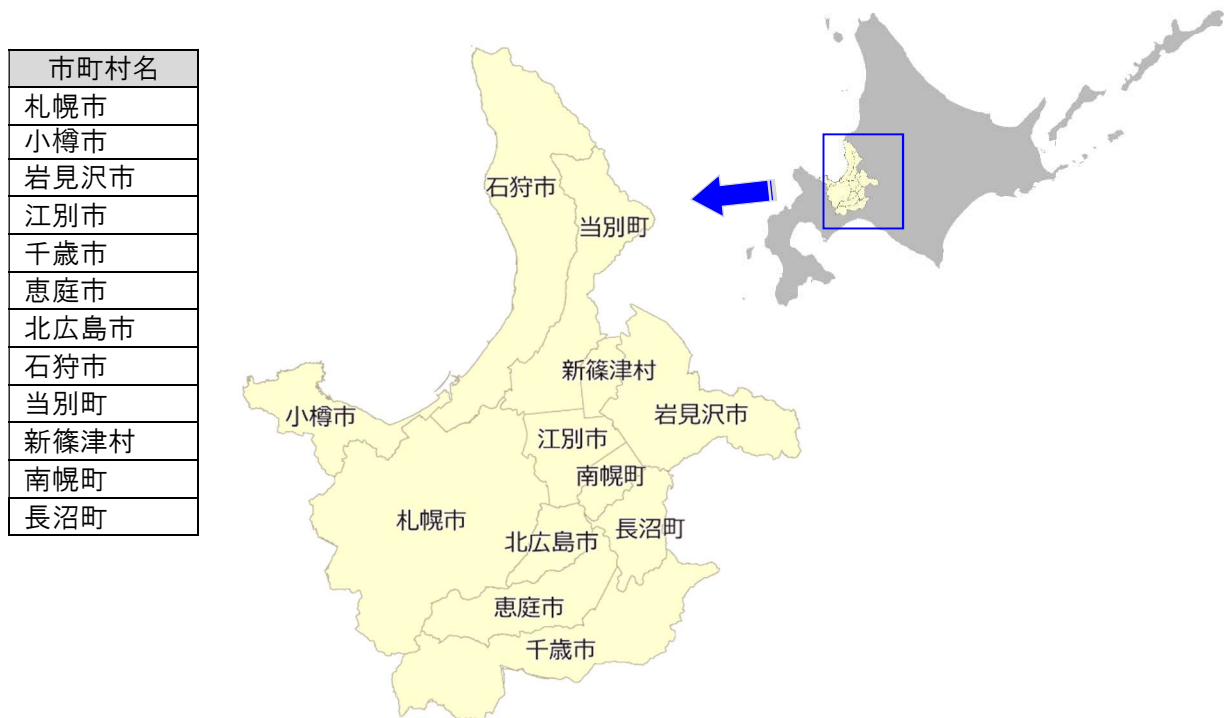 市町村名
札幌市
小樽市
岩見沢市
江別市
千歳市
恵庭市
北広島市
石狩市
当別町
新篠津村
南幌町
長沼町
石狩市
当別町
新篠津村
小樽市
岩見沢市
江別市
南幌町
札幌市
長沼町
北広島市
恵庭市
千歳市